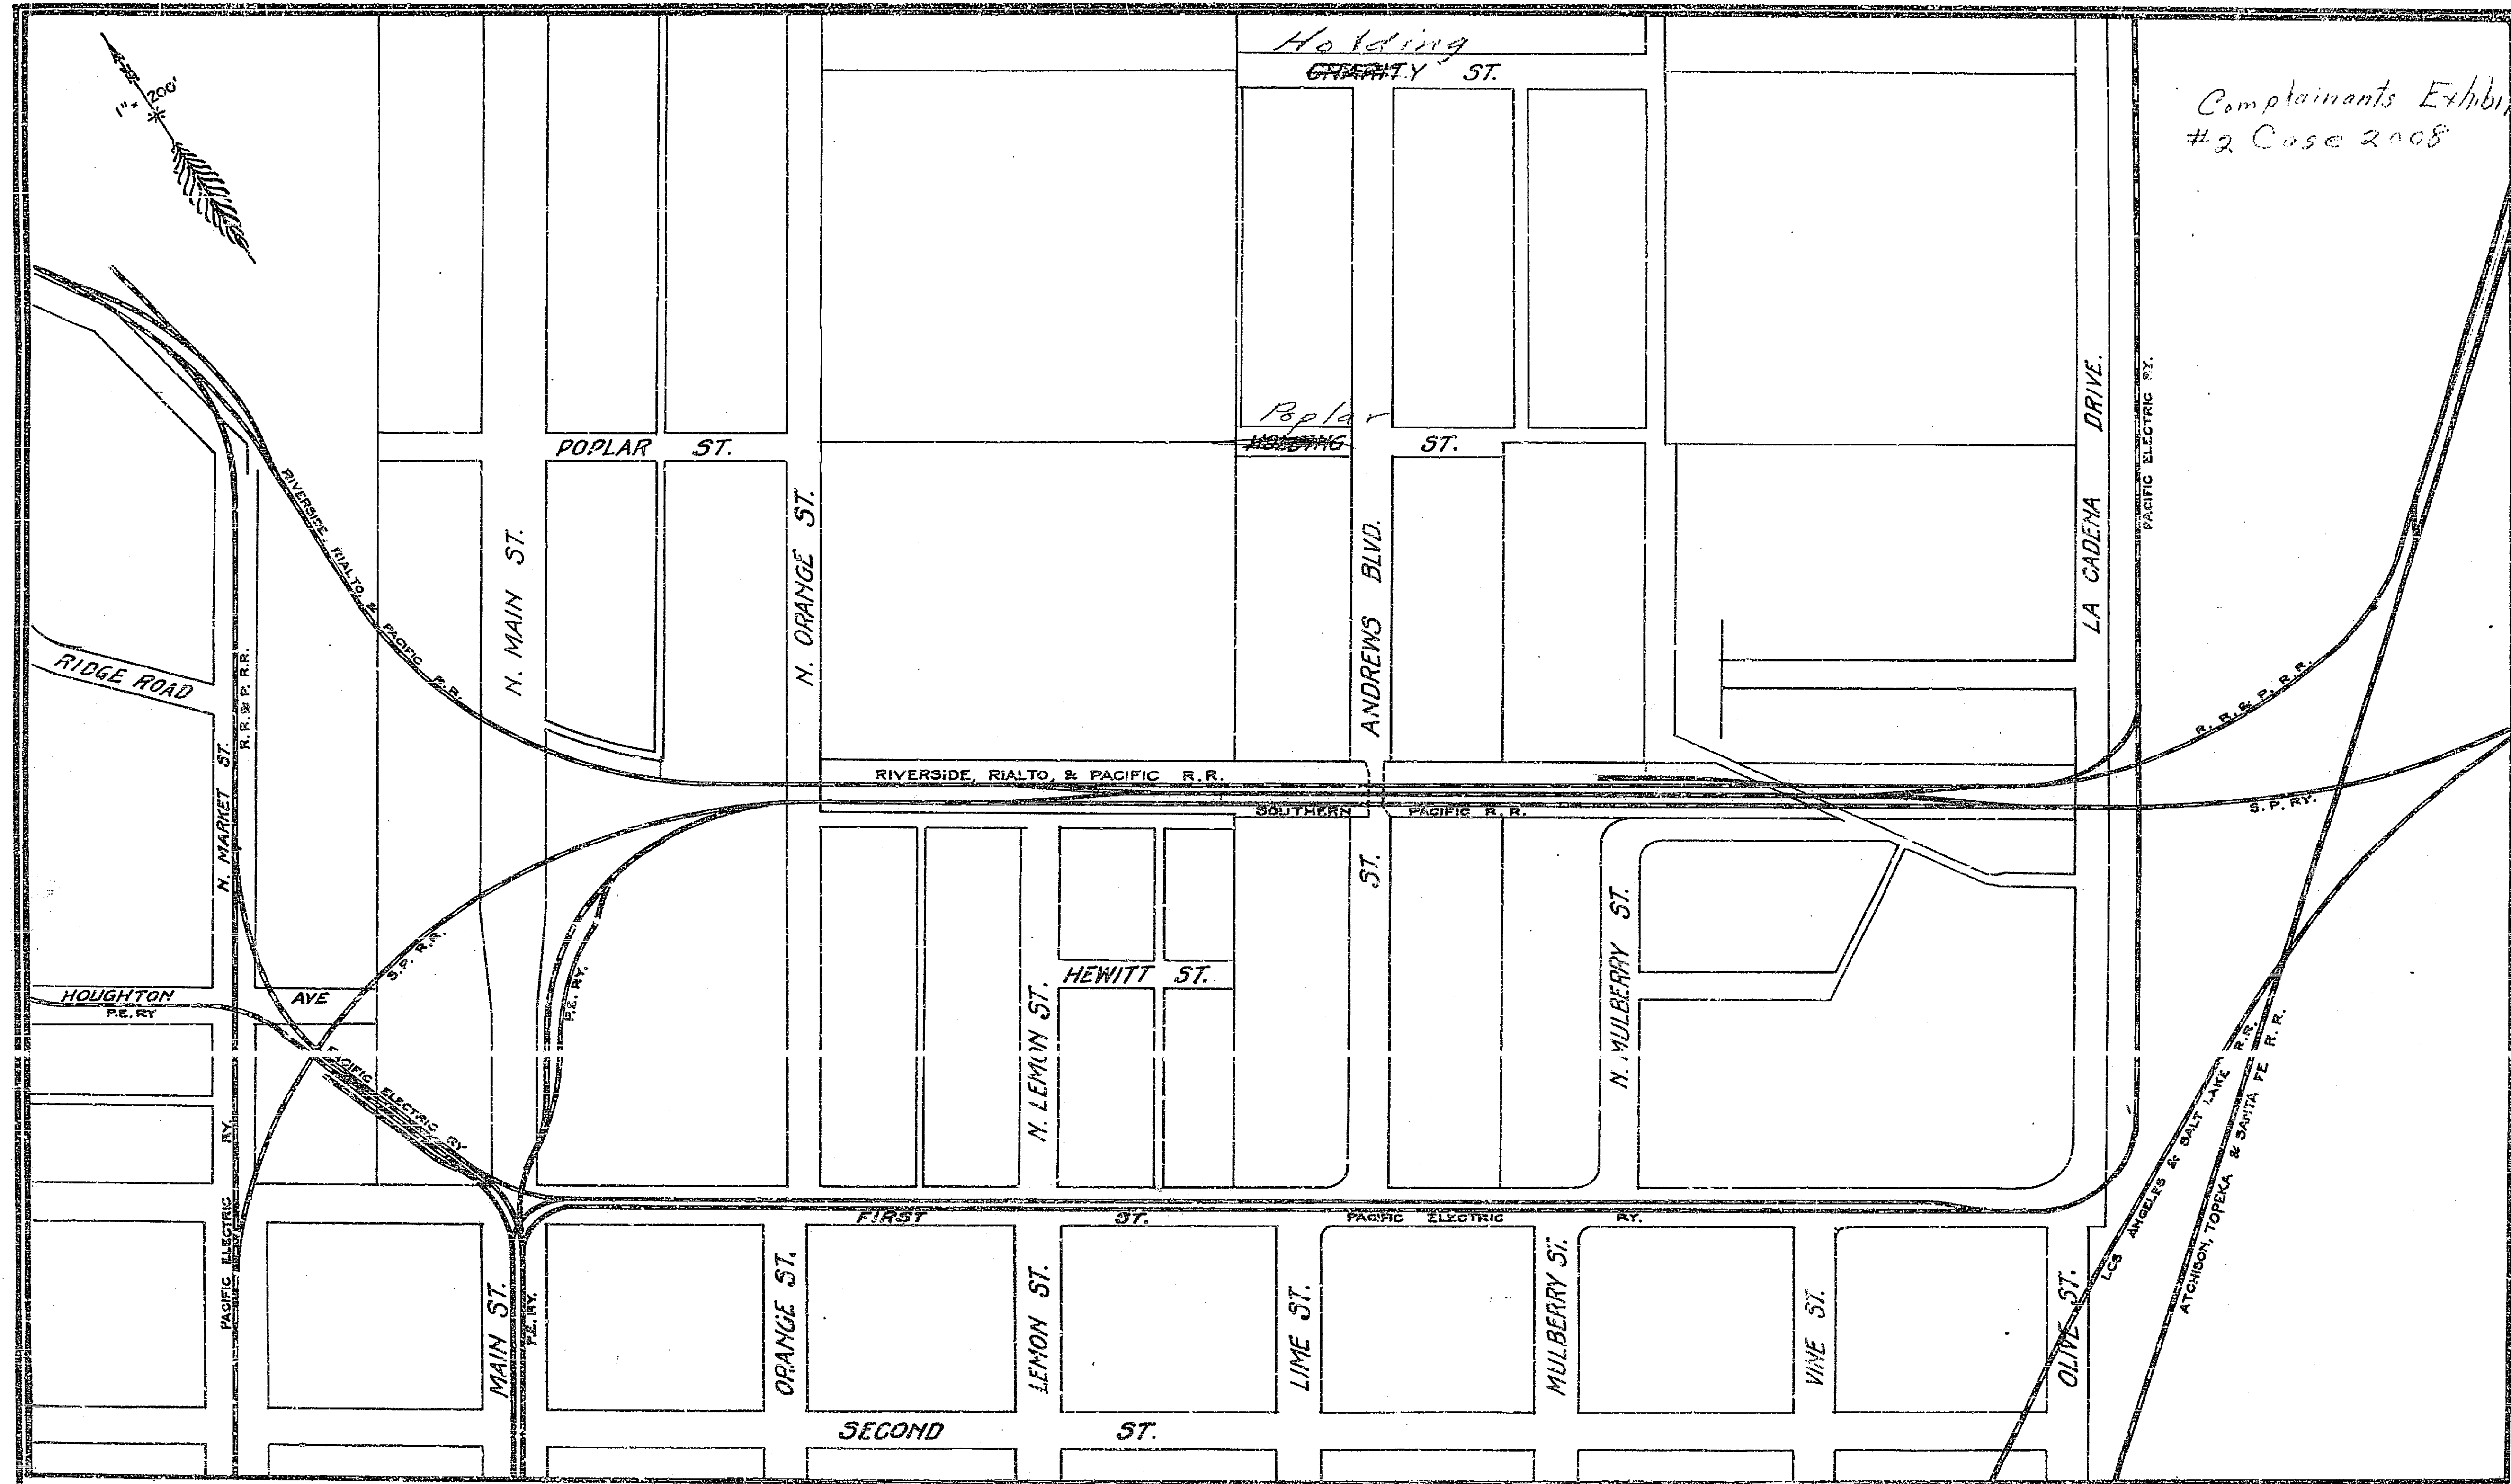 Holding
CHARITY ST.
Complainants Exhibi
#2 Case 2008
1" = 200'
Poplar
HOLDING ST.
POPLAR ST.
N. MAIN ST.
N. ORANGE ST.
ANDREWS BLVD.
LA CADENA DRIVE.
PACIFIC ELECTRIC RY.
RIVERSIDE, RIALTO, & PACIFIC R.R.
RIDGE ROAD
R.R. & P. R.R.
N. MARKET ST.
RIVERSIDE, RIALTO, & PACIFIC R.R.
R. R. & P. R.R.
SOUTHERN PACIFIC R.R.
S.P. RY.
ST.
S.P. R.R.
P.E. RY.
HEWITT ST.
N. LEMON ST.
N. MULBERRY ST.
HOUGHTON AVE
P.E. RY
PACIFIC ELECTRIC RY
PACIFIC ELECTRIC RY.
LOS ANGELES & SALT LAKE R.R.
ATCHISON, TOPEKA & SANTA FE R.R.
FIRST ST.
PACIFIC ELECTRIC RY.
MAIN ST.
P.E. RY.
ORANGE ST.
LEMON ST.
LIME ST.
MULBERRY ST.
VINE ST.
OLIVE ST.
SECOND ST.